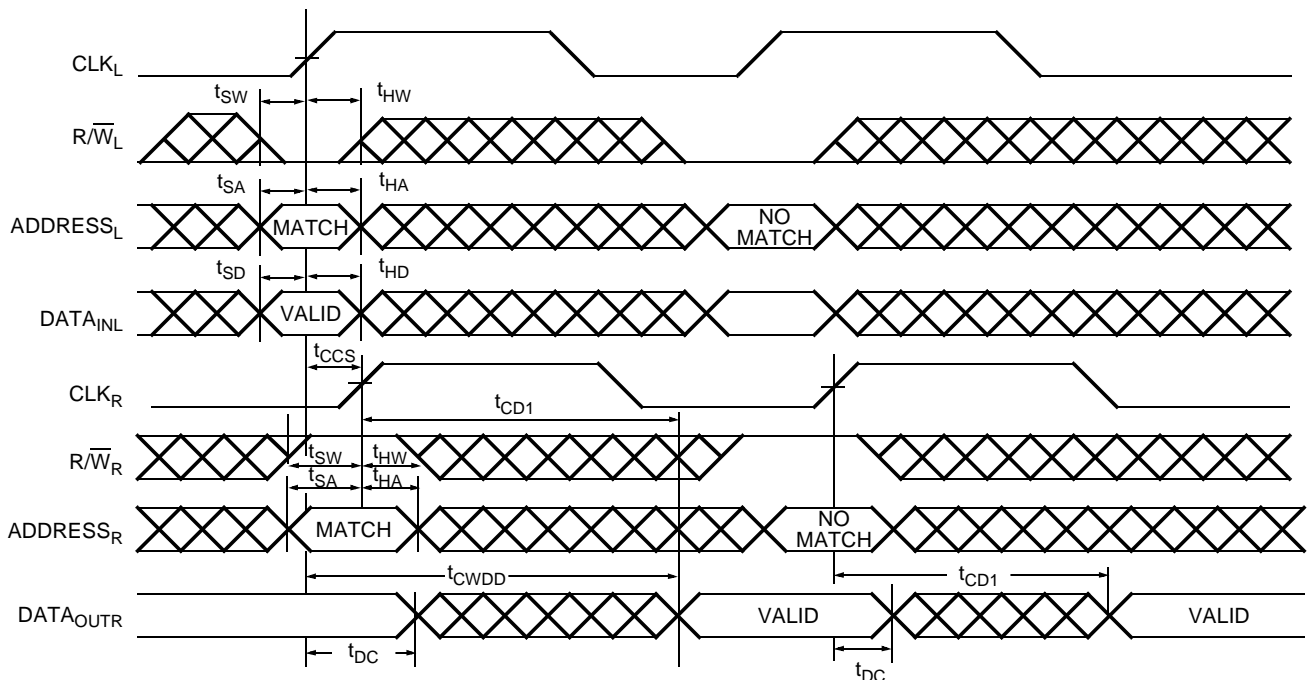 CLK_L
t_SW t_HW
R/W̅_L
t_SA t_HA
ADDRESS_L MATCH NO MATCH
t_SD t_HD
DATA_INL VALID
t_CCS
CLK_R
t_CD1
R/W̅_R t_SW t_HW
t_SA t_HA
ADDRESS_R MATCH NO MATCH
t_CWDD t_CD1
DATA_OUTR VALID VALID
t_DC t_DC